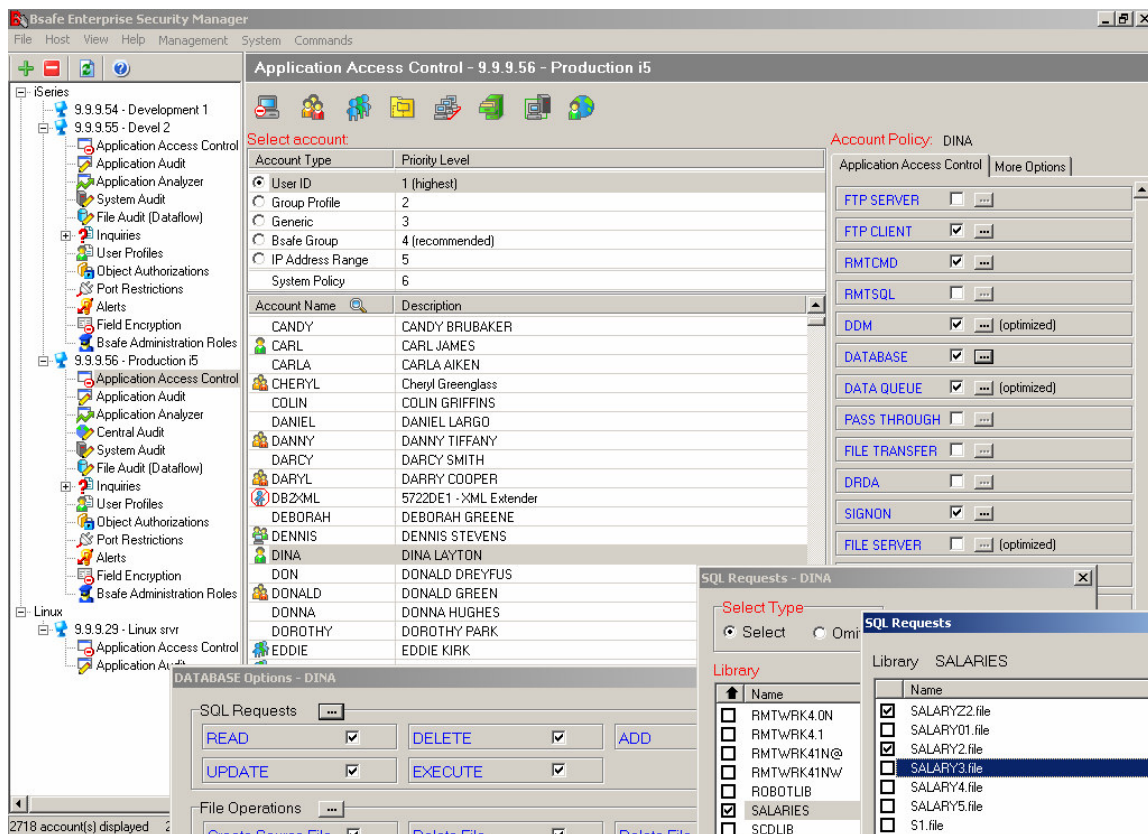 Bsafe Enterprise Security Manager
File Host View Help Management System Commands
Application Access Control - 9.9.9.56 - Production i5
iSeries
9.9.9.54 - Development 1
9.9.9.55 - Devel 2
Application Access Control
Application Audit
Application Analyzer
System Audit
File Audit (Dataflow)
Inquiries
User Profiles
Object Authorizations
Port Restrictions
Alerts
Field Encryption
Bsafe Administration Roles
9.9.9.56 - Production i5
Application Access Control
Application Audit
Application Analyzer
Central Audit
System Audit
File Audit (Dataflow)
Inquiries
User Profiles
Object Authorizations
Port Restrictions
Alerts
Field Encryption
Bsafe Administration Roles
Linux
9.9.9.29 - Linux srvr
Application Access Control
Application
2718 account(s) displayed 2
Select account:
Account Type Priority Level
User ID 1 (highest)
Group Profile 2
Generic 3
Bsafe Group 4 (recommended)
IP Address Range 5
System Policy 6
Account Name Description
CANDY CANDY BRUBAKER
CARL CARL JAMES
CARLA CARLA AIKEN
CHERYL Cheryl Greenglass
COLIN COLIN GRIFFINS
DANIEL DANIEL LARGO
DANNY DANNY TIFFANY
DARCY DARCY SMITH
DARYL DARRY COOPER
DB2XML 5722DE1 - XML Extender
DEBORAH DEBORAH GREENE
DENNIS DENNIS STEVENS
DINA DINA LAYTON
DON DONALD DREYFUS
DONALD DONALD GREEN
DONNA DONNA HUGHES
DOROTHY DOROTHY PARK
EDDIE EDDIE KIRK
Account Policy: DINA
Application Access Control More Options
FTP SERVER ...
FTP CLIENT ...
RMTCMD ...
RMTSQL ...
DDM ... (optimized)
DATABASE ...
DATA QUEUE ... (optimized)
PASS THROUGH ...
FILE TRANSFER ...
DRDA ...
SIGNON ...
FILE SERVER ... (optimized)
DATABASE Options - DINA
SQL Requests ...
READ DELETE ADD
UPDATE EXECUTE
File Operations ...
Create Source File Delete File Delete File
SQL Requests - DINA
Select Type
Select Omi
Library
Name
RMTWRK4.0N
RMTWRK4.1
RMTWRK41N@
RMTWRK41NW
ROBOTLIB
SALARIES
SCDLIB
SQL Requests
Library SALARIES
Name
SALARYZ2.file
SALARY01.file
SALARY2.file
SALARY3.file
SALARY4.file
SALARY5.file
S1.file